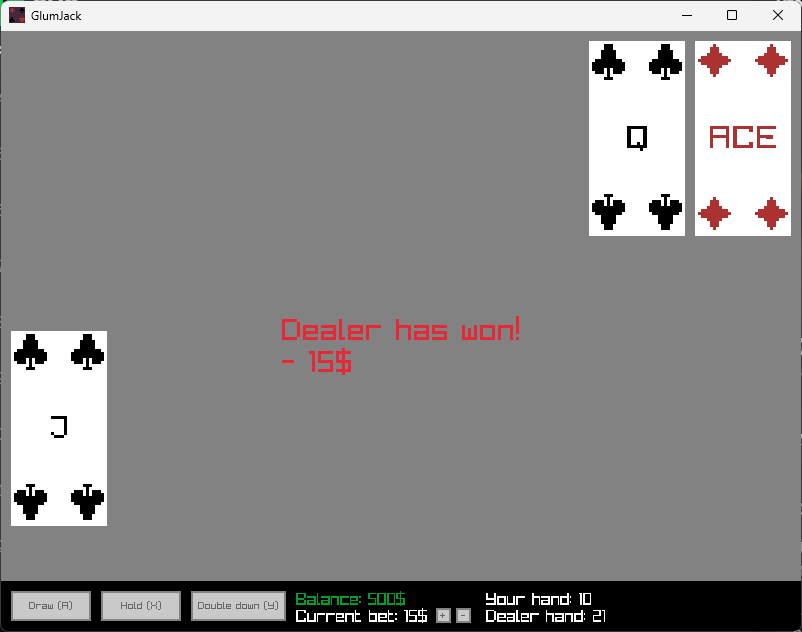 GlumJack
Q
ACE
Dealer has won!
- 15$
J
Draw (A)
Hold (X)
Double down (Y)
Balance: 500$
Current bet: 15$ + -
Your hand: 10
Dealer hand: 21